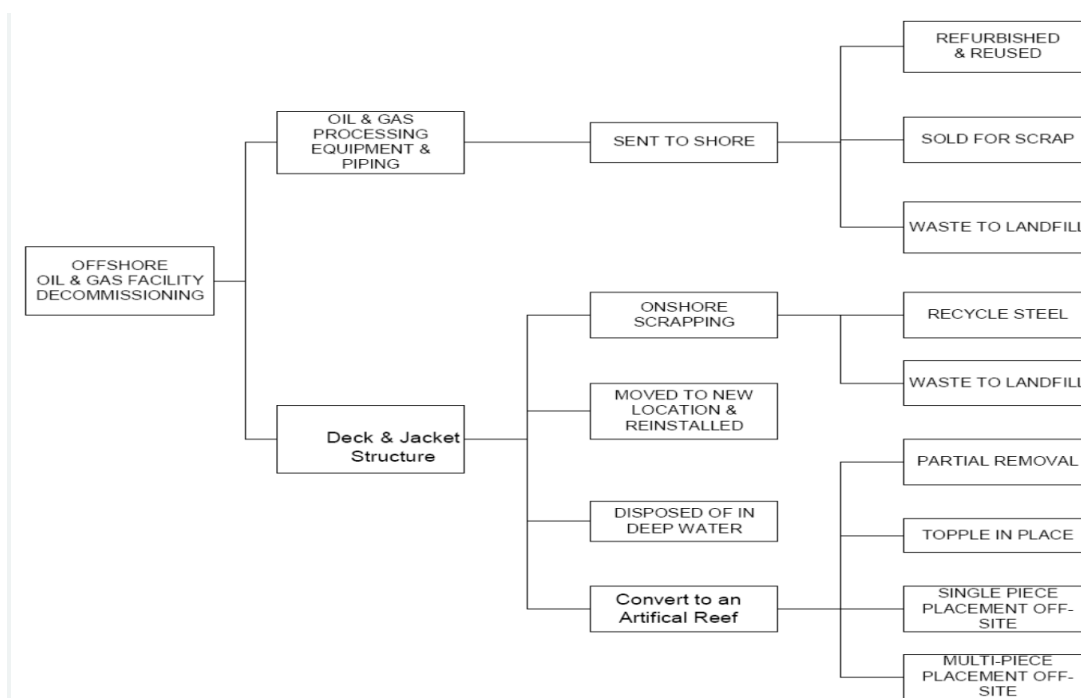 REFURBISHED
& REUSED
OIL & GAS
PROCESSING
EQUIPMENT &
PIPING
SENT TO SHORE
SOLD FOR SCRAP
WASTE TO LANDFILL
OFFSHORE
OIL & GAS FACILITY
DECOMMISSIONING
ONSHORE
SCRAPPING
RECYCLE STEEL
WASTE TO LANDFILL
MOVED TO NEW
LOCATION &
REINSTALLED
Deck & Jacket
Structure
PARTIAL REMOVAL
DISPOSED OF IN
DEEP WATER
TOPPLE IN PLACE
Convert to an
Artifical Reef
SINGLE PIECE
PLACEMENT OFF-
SITE
MULTI-PIECE
PLACEMENT OFF-
SITE